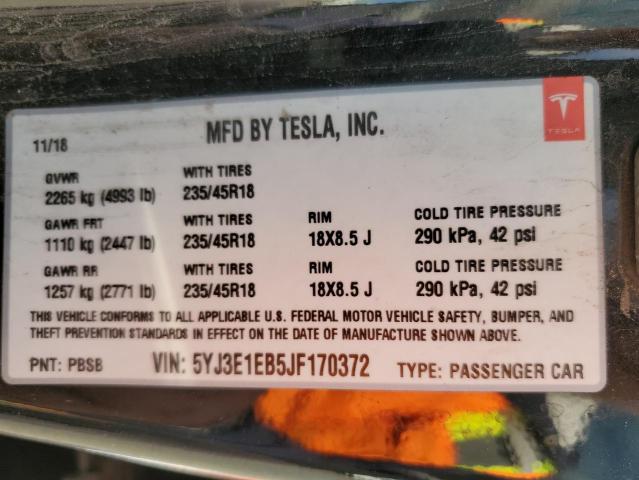 11/18
MFD BY TESLA, INC.
TESLA
GVWR WITH TIRES
2265 kg (4993 lb) 235/45R18
GAWR FRT WITH TIRES RIM COLD TIRE PRESSURE
1110 kg (2447 lb) 235/45R18 18X8.5 J 290 kPa, 42 psi
GAWR RR WITH TIRES RIM COLD TIRE PRESSURE
1257 kg (2771 lb) 235/45R18 18X8.5 J 290 kPa, 42 psi
THIS VEHICLE CONFORMS TO ALL APPLICABLE U.S. FEDERAL MOTOR VEHICLE SAFETY, BUMPER, AND
THEFT PREVENTION STANDARDS IN EFFECT ON THE DATE OF MANUFACTURE SHOWN ABOVE.
PNT: PBSB VIN: 5YJ3E1EB5JF170372 TYPE: PASSENGER CAR